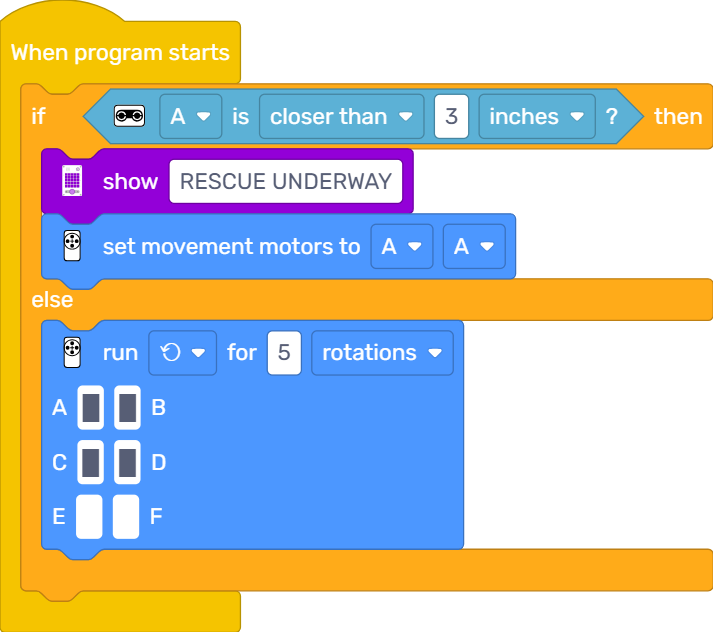 When program starts
if A is closer than 3 inches ? then
show RESCUE UNDERWAY
set movement motors to A A
else
run for 5 rotations
A B
C D
E F